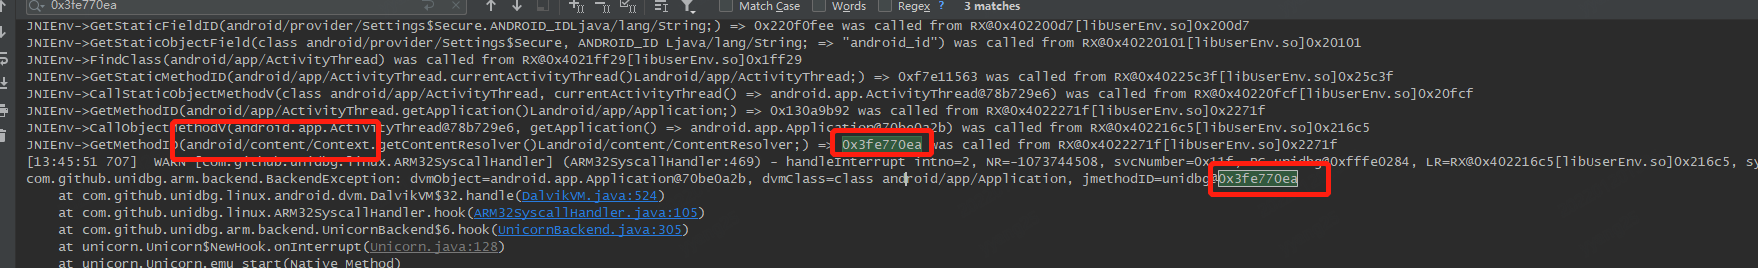 0x3fe770ea Match Case Words Regex ? 3 matches
JNIEnv->GetStaticFieldID(android/provider/Settings$Secure.ANDROID_IDLjava/lang/String;) => 0x220f0fee was called from RX@0x402200d7[libUserEnv.so]0x200d7
JNIEnv->GetStaticObjectField(class android/provider/Settings$Secure, ANDROID_ID Ljava/lang/String; => "android_id") was called from RX@0x40220101[libUserEnv.so]0x20101
JNIEnv->FindClass(android/app/ActivityThread) was called from RX@0x4021ff29[libUserEnv.so]0x1ff29
JNIEnv->GetStaticMethodID(android/app/ActivityThread.currentActivityThread()Landroid/app/ActivityThread;) => 0xf7e11563 was called from RX@0x40225c3f[libUserEnv.so]0x25c3f
JNIEnv->CallStaticObjectMethodV(class android/app/ActivityThread, currentActivityThread() => android.app.ActivityThread@78b729e6) was called from RX@0x40220fcf[libUserEnv.so]0x20fcf
JNIEnv->GetMethodID(android/app/ActivityThread.getApplication()Landroid/app/Application;) => 0x130a9b92 was called from RX@0x4022271f[libUserEnv.so]0x2271f
JNIEnv->CallObjectMethodV(android.app.ActivityThread@78b729e6, getApplication() => android.app.Application@70be0a2b) was called from RX@0x402216c5[libUserEnv.so]0x216c5
JNIEnv->GetMethodID(android/content/Context.getContentResolver()Landroid/content/ContentResolver;) => 0x3fe770ea was called from RX@0x4022271f[libUserEnv.so]0x2271f
[13:45:51 707] WARN [com.github.unidbg.linux.ARM32SyscallHandler] (ARM32SyscallHandler:469) - handleInterrupt intno=2, NR=-1073744508, svcNumber=0x11f, PC=unidbg@0xfffe0284, LR=RX@0x402216c5[libUserEnv.so]0x216c5, sy
com.github.unidbg.arm.backend.BackendException: dvmObject=android.app.Application@70be0a2b, dvmClass=class android/app/Application, jmethodID=unidbg@0x3fe770ea
at com.github.unidbg.linux.android.dvm.DalvikVM$32.handle(DalvikVM.java:524)
at com.github.unidbg.linux.ARM32SyscallHandler.hook(ARM32SyscallHandler.java:105)
at com.github.unidbg.arm.backend.UnicornBackend$6.hook(UnicornBackend.java:305)
at unicorn.Unicorn$NewHook.onInterrupt(Unicorn.java:128)
at unicorn.Unicorn.emu_start(Native Method)